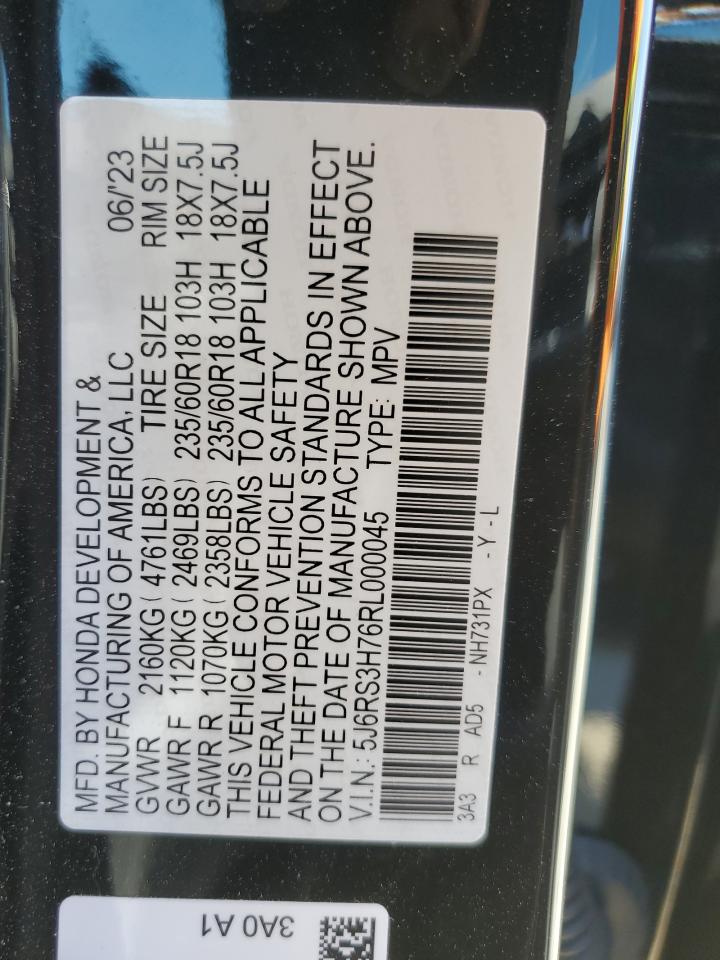 MFD. BY HONDA DEVELOPMENT &
MANUFACTURING OF AMERICA, LLC 06/'23
GVWR 2160KG ( 4761LBS) TIRE SIZE RIM SIZE
GAWR F 1120KG ( 2469LBS) 235/60R18 103H 18X7.5J
GAWR R 1070KG ( 2358LBS) 235/60R18 103H 18X7.5J
THIS VEHICLE CONFORMS TO ALL APPLICABLE
FEDERAL MOTOR VEHICLE SAFETY
AND THEFT PREVENTION STANDARDS IN EFFECT
ON THE DATE OF MANUFACTURE SHOWN ABOVE.
V.I.N.: 5J6RS3H76RL000045 TYPE: MPV
3A3 R AD5 - NH731PX - Y - L
3A0 A1